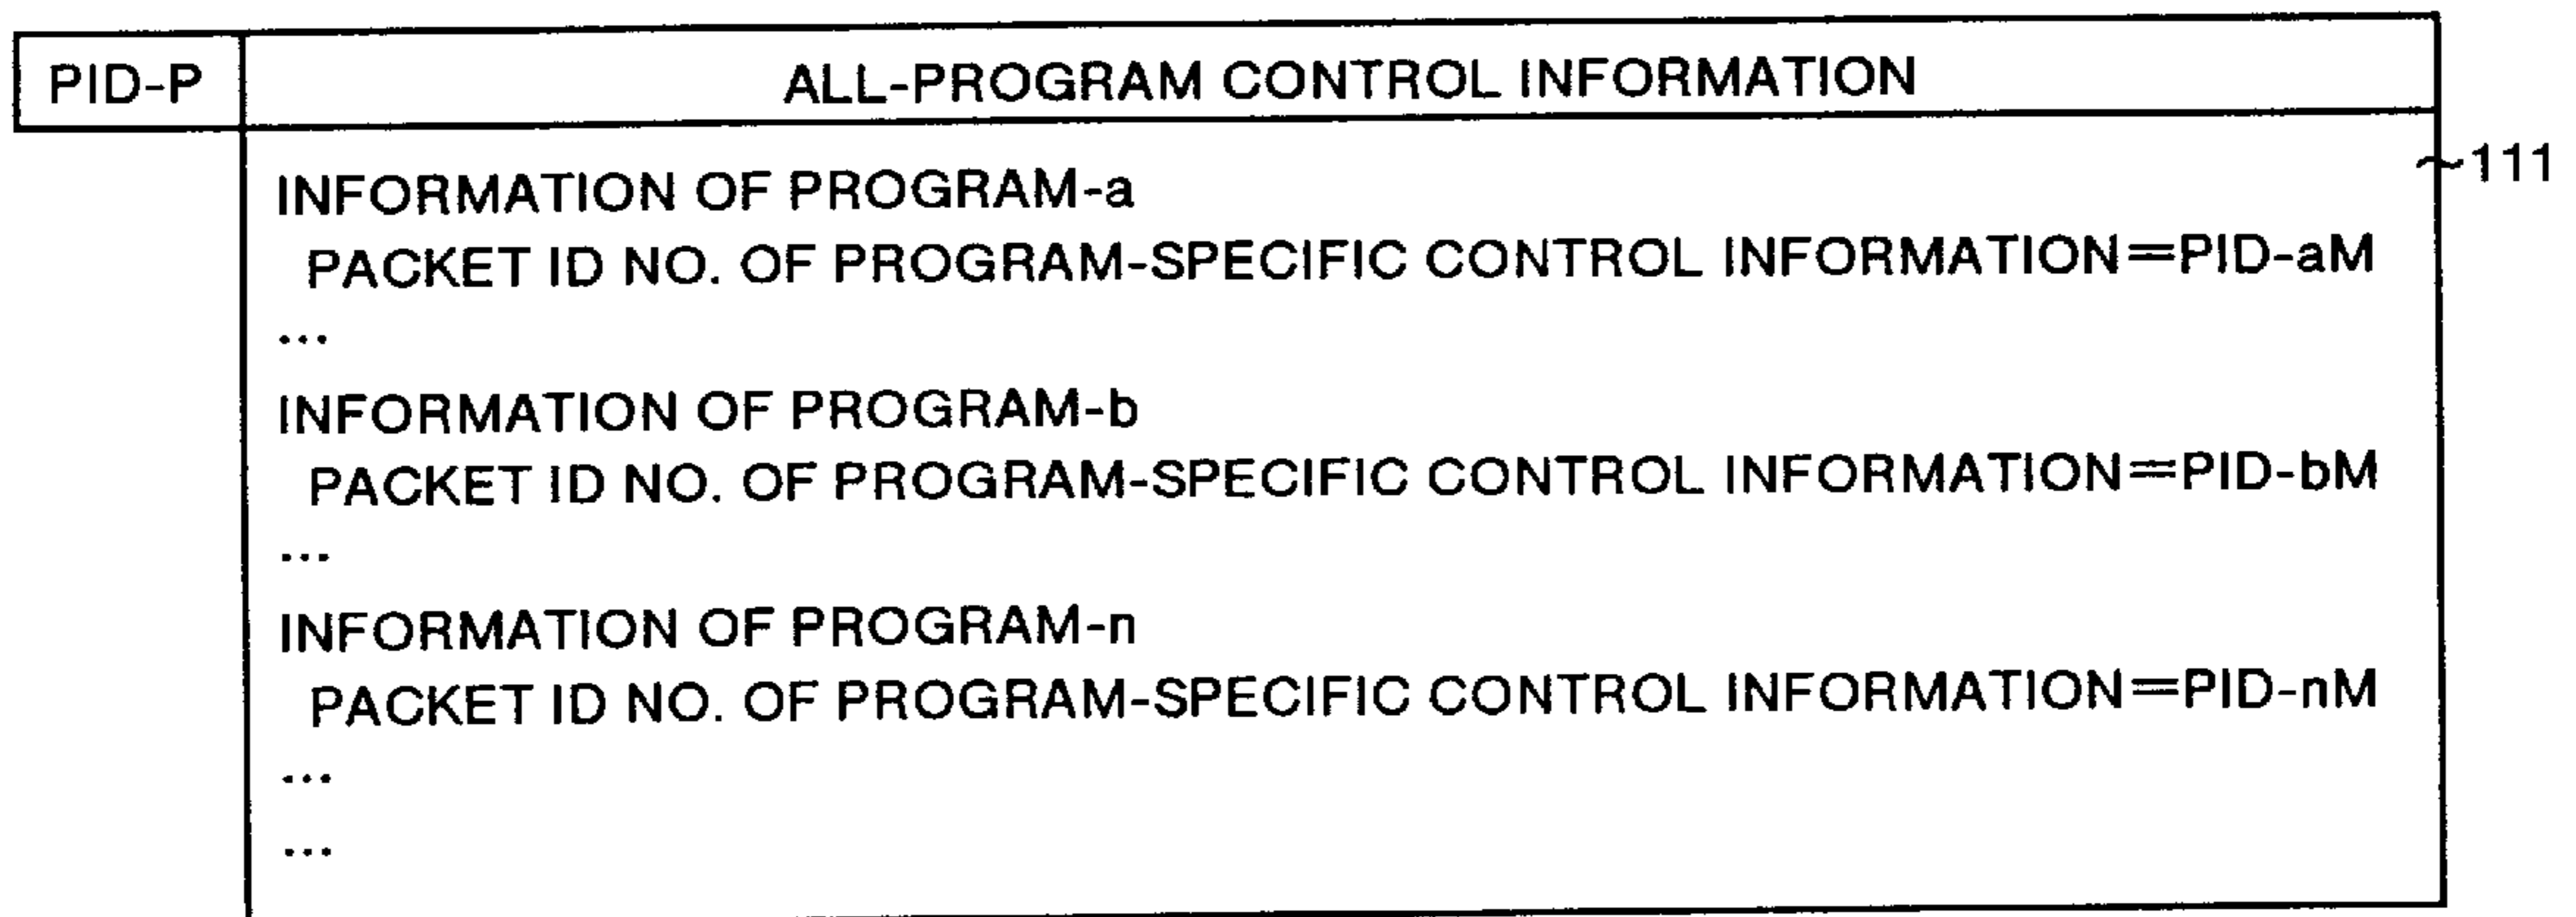 PID-P ALL-PROGRAM CONTROL INFORMATION
111
INFORMATION OF PROGRAM-a
PACKET ID NO. OF PROGRAM-SPECIFIC CONTROL INFORMATION=PID-aM
...
INFORMATION OF PROGRAM-b
PACKET ID NO. OF PROGRAM-SPECIFIC CONTROL INFORMATION=PID-bM
...
INFORMATION OF PROGRAM-n
PACKET ID NO. OF PROGRAM-SPECIFIC CONTROL INFORMATION=PID-nM
...
...